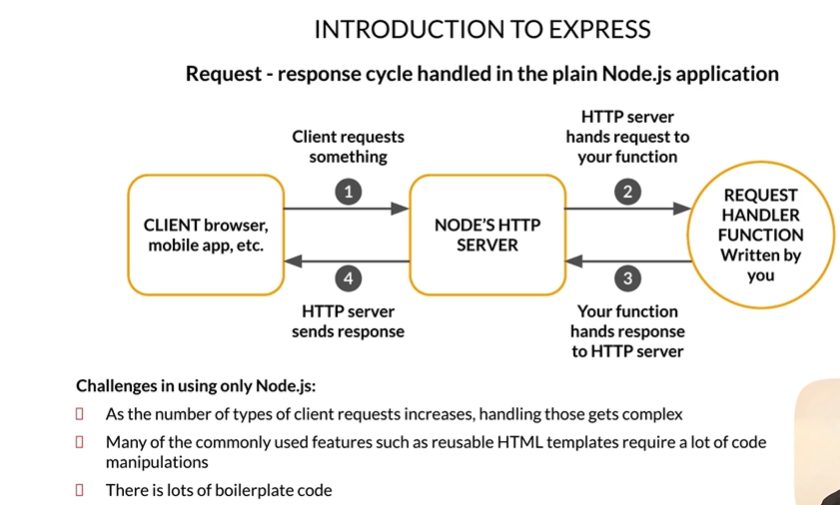 INTRODUCTION TO EXPRESS
Request - response cycle handled in the plain Node.js application
Client requests
something
HTTP server
hands request to
your function
1
2
CLIENT browser,
mobile app, etc.
NODE'S HTTP
SERVER
REQUEST
HANDLER
FUNCTION
Written by
you
4
3
HTTP server
sends response
Your function
hands response
to HTTP server
Challenges in using only Node.js:
As the number of types of client requests increases, handling those gets complex
Many of the commonly used features such as reusable HTML templates require a lot of code
manipulations
There is lots of boilerplate code